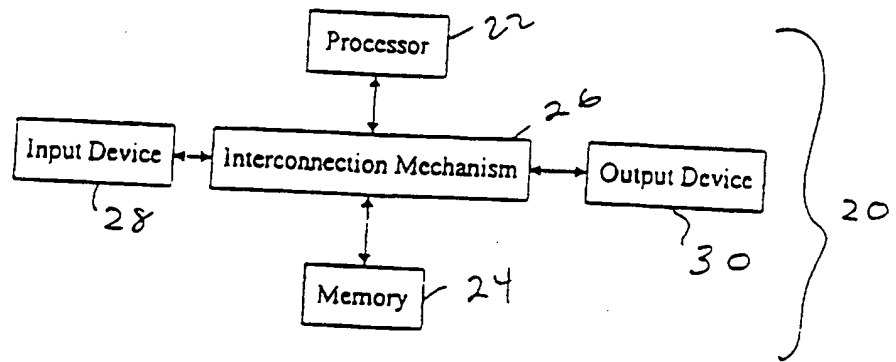 Processor
22
26
Input Device
Interconnection Mechanism
Output Device
20
28
30
Memory
24